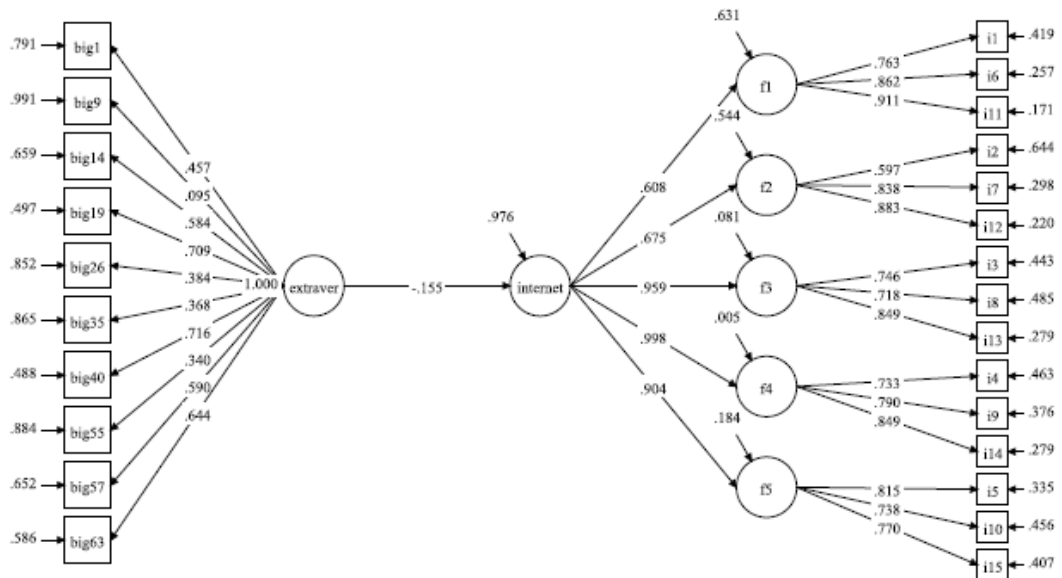 .791 big1
.991 big9
.659 big14
.497 big19
.852 big26
.865 big35
.488 big40
.884 big55
.652 big57
.586 big63
.457
.095
.584
.709
.384
.368
.716
.340
.590
.644
1.000 extraver
-.155
.976
internet
.608
.675
.959
.998
.904
.631
f1
.544
f2
.081
f3
.005
f4
.184
f5
.763 i1 .419
.862 i6 .257
.911 i11 .171
.597 i2 .644
.838 i7 .298
.883 i12 .220
.746 i3 .443
.718 i8 .485
.849 i13 .279
.733 i4 .463
.790 i9 .376
.849 i14 .279
.815 i5 .335
.738 i10 .456
.770 i15 .407